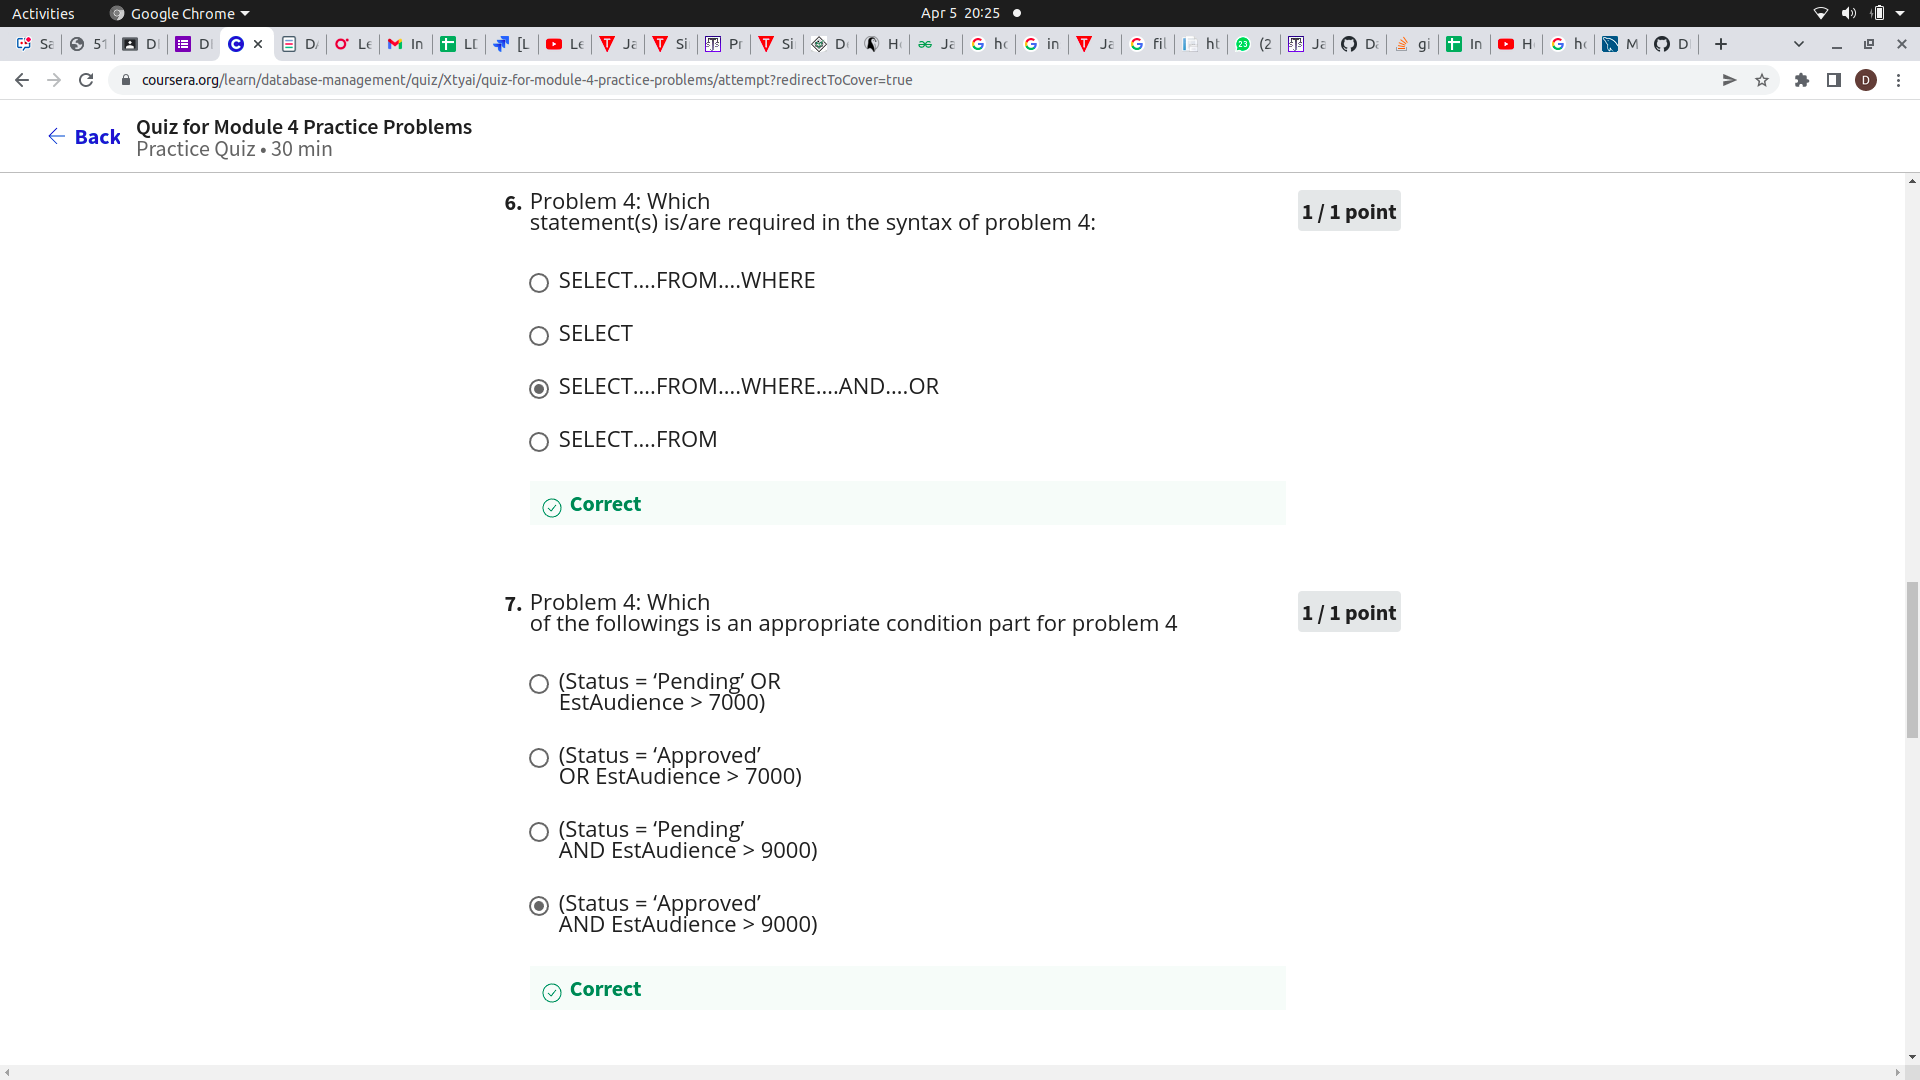 Activities
Google Chrome
Apr 5 20:25
Sa
51
DI
DI
DA
Le
In
LD
[L
Le
Ja
Si
Pr
Si
De
He
Ja
hc
in
Ja
fil
ht
(2
Ja
Da
gi
In
H
hc
M
D
coursera.org/learn/database-management/quiz/Xtyai/quiz-for-module-4-practice-problems/attempt?redirectToCover=true
D
Back
Quiz for Module 4 Practice Problems
Practice Quiz • 30 min
6. Problem 4: Which
statement(s) is/are required in the syntax of problem 4:
1 / 1 point
SELECT....FROM....WHERE
SELECT
SELECT....FROM....WHERE....AND....OR
SELECT....FROM
Correct
7. Problem 4: Which
of the followings is an appropriate condition part for problem 4
1 / 1 point
(Status = ‘Pending’ OR
EstAudience > 7000)
(Status = ‘Approved’
OR EstAudience > 7000)
(Status = ‘Pending’
AND EstAudience > 9000)
(Status = ‘Approved’
AND EstAudience > 9000)
Correct